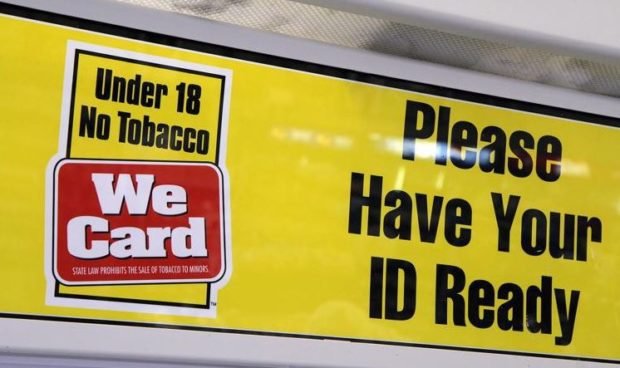 Under 18
No Tobacco
We
Card
STATE LAW PROHIBITS THE SALE OF TOBACCO TO MINORS.
TM
Please
Have Your
ID Ready